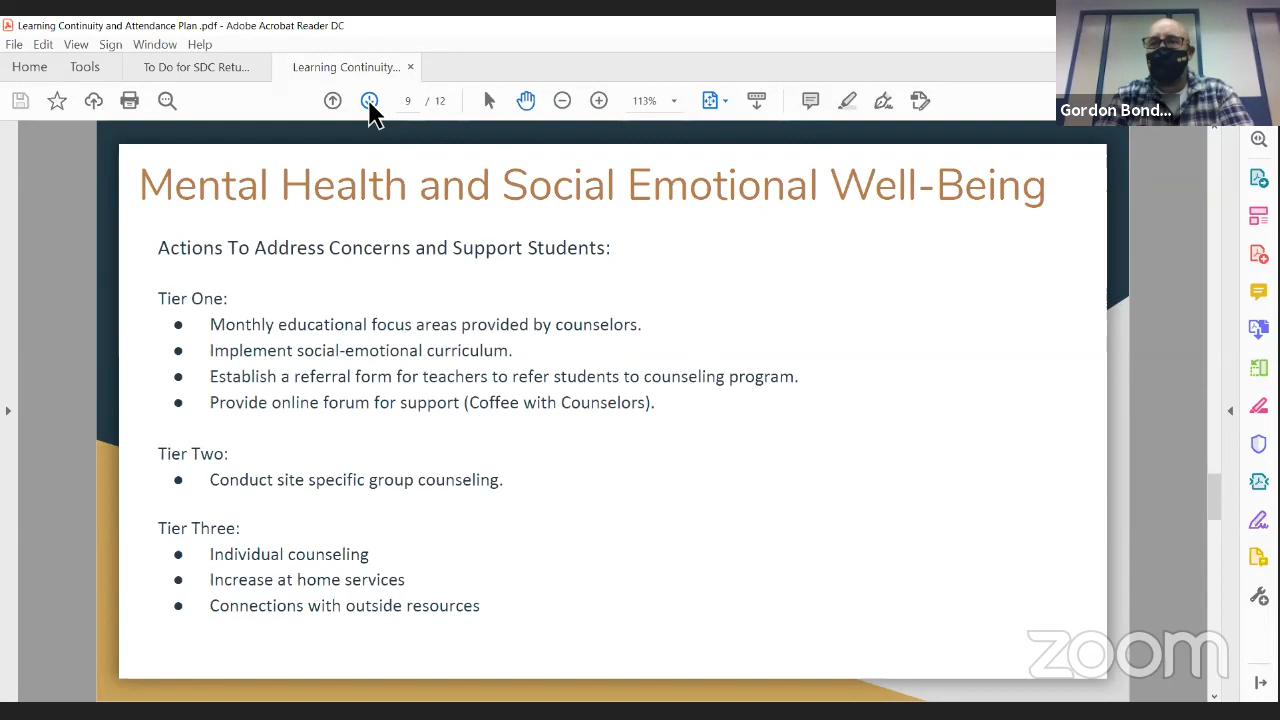 Learning Continuity and Attendance Plan .pdf - Adobe Acrobat Reader DC
File Edit View Sign Window Help
Home Tools To Do for SDC Retu... Learning Continuity... ×
9 / 12 113%
Gordon Bond...
Mental Health and Social Emotional Well-Being
Actions To Address Concerns and Support Students:
Tier One:
● Monthly educational focus areas provided by counselors.
● Implement social-emotional curriculum.
● Establish a referral form for teachers to refer students to counseling program.
● Provide online forum for support (Coffee with Counselors).
Tier Two:
● Conduct site specific group counseling.
Tier Three:
● Individual counseling
● Increase at home services
● Connections with outside resources
zoom